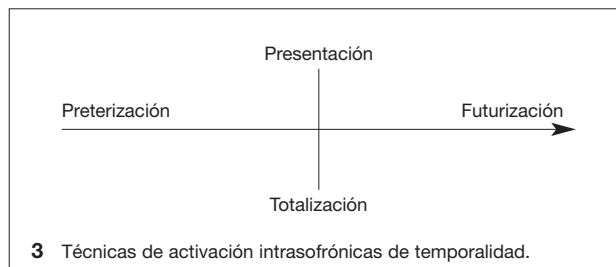 Presentación
Preterización Futurización
Totalización
3 Técnicas de activación intrasofrónicas de temporalidad.